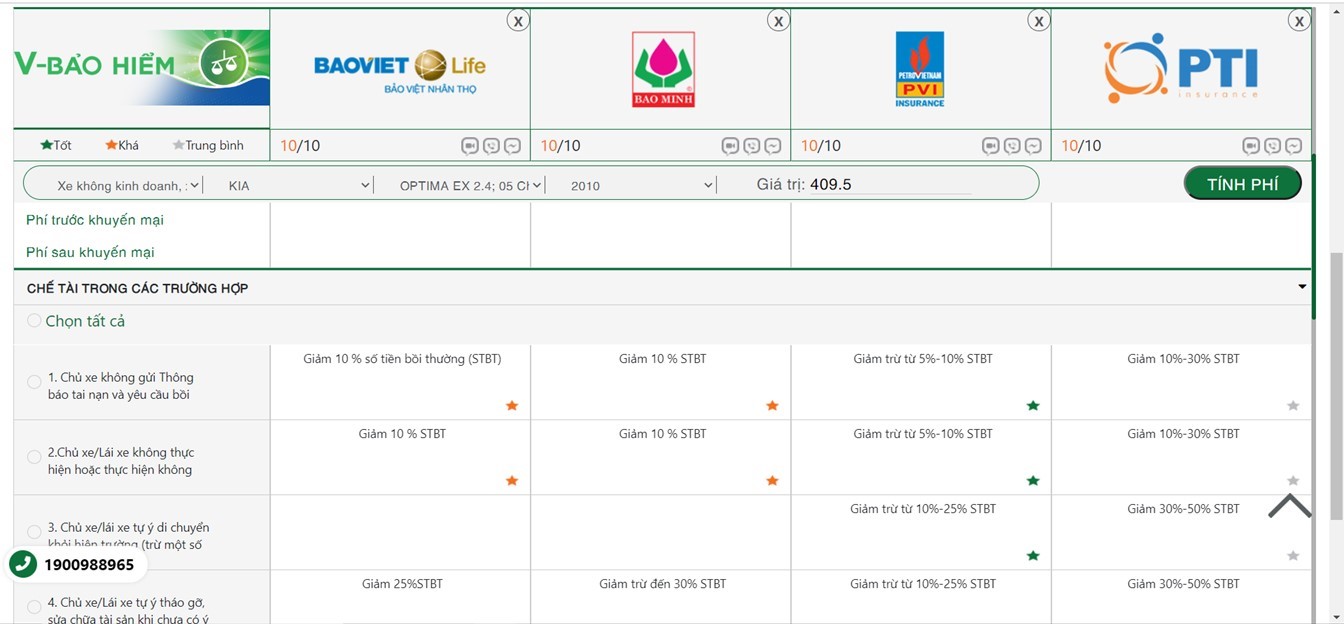 X
X
X
X
V-BẢO HIỂM
BAOVIET Life
BẢO VIỆT NHÂN THỌ
BAO MINH
PETROVIETNAM
PVI
INSURANCE
PTI
insurance
Tốt Khá Trung bình
10/10
10/10
10/10
10/10
Xe không kinh doanh, : KIA OPTIMA EX 2.4; 05 Ch 2010 Giá trị: 409.5 TÍNH PHÍ
Phí trước khuyến mại
Phí sau khuyến mại
CHẾ TÀI TRONG CÁC TRƯỜNG HỢP
Chọn tất cả
1. Chủ xe không gửi Thông
báo tai nạn và yêu cầu bồi
Giảm 10 % số tiền bồi thường (STBT)
Giảm 10 % STBT
Giảm trừ từ 5%-10% STBT
Giảm 10%-30% STBT
2.Chủ xe/Lái xe không thực
hiện hoặc thực hiện không
Giảm 10 % STBT
Giảm 10 % STBT
Giảm trừ từ 5%-10% STBT
Giảm 10%-30% STBT
3. Chủ xe/lái xe tự ý di chuyển
khỏi hiện trường (trừ một số
Giảm trừ từ 10%-25% STBT
Giảm 30%-50% STBT
1900988965
4. Chủ xe/Lái xe tự ý tháo gỡ,
sửa chữa tài sản khi chưa có ý
Giảm 25%STBT
Giảm trừ đến 30% STBT
Giảm trừ từ 10%-25% STBT
Giảm 30%-50% STBT